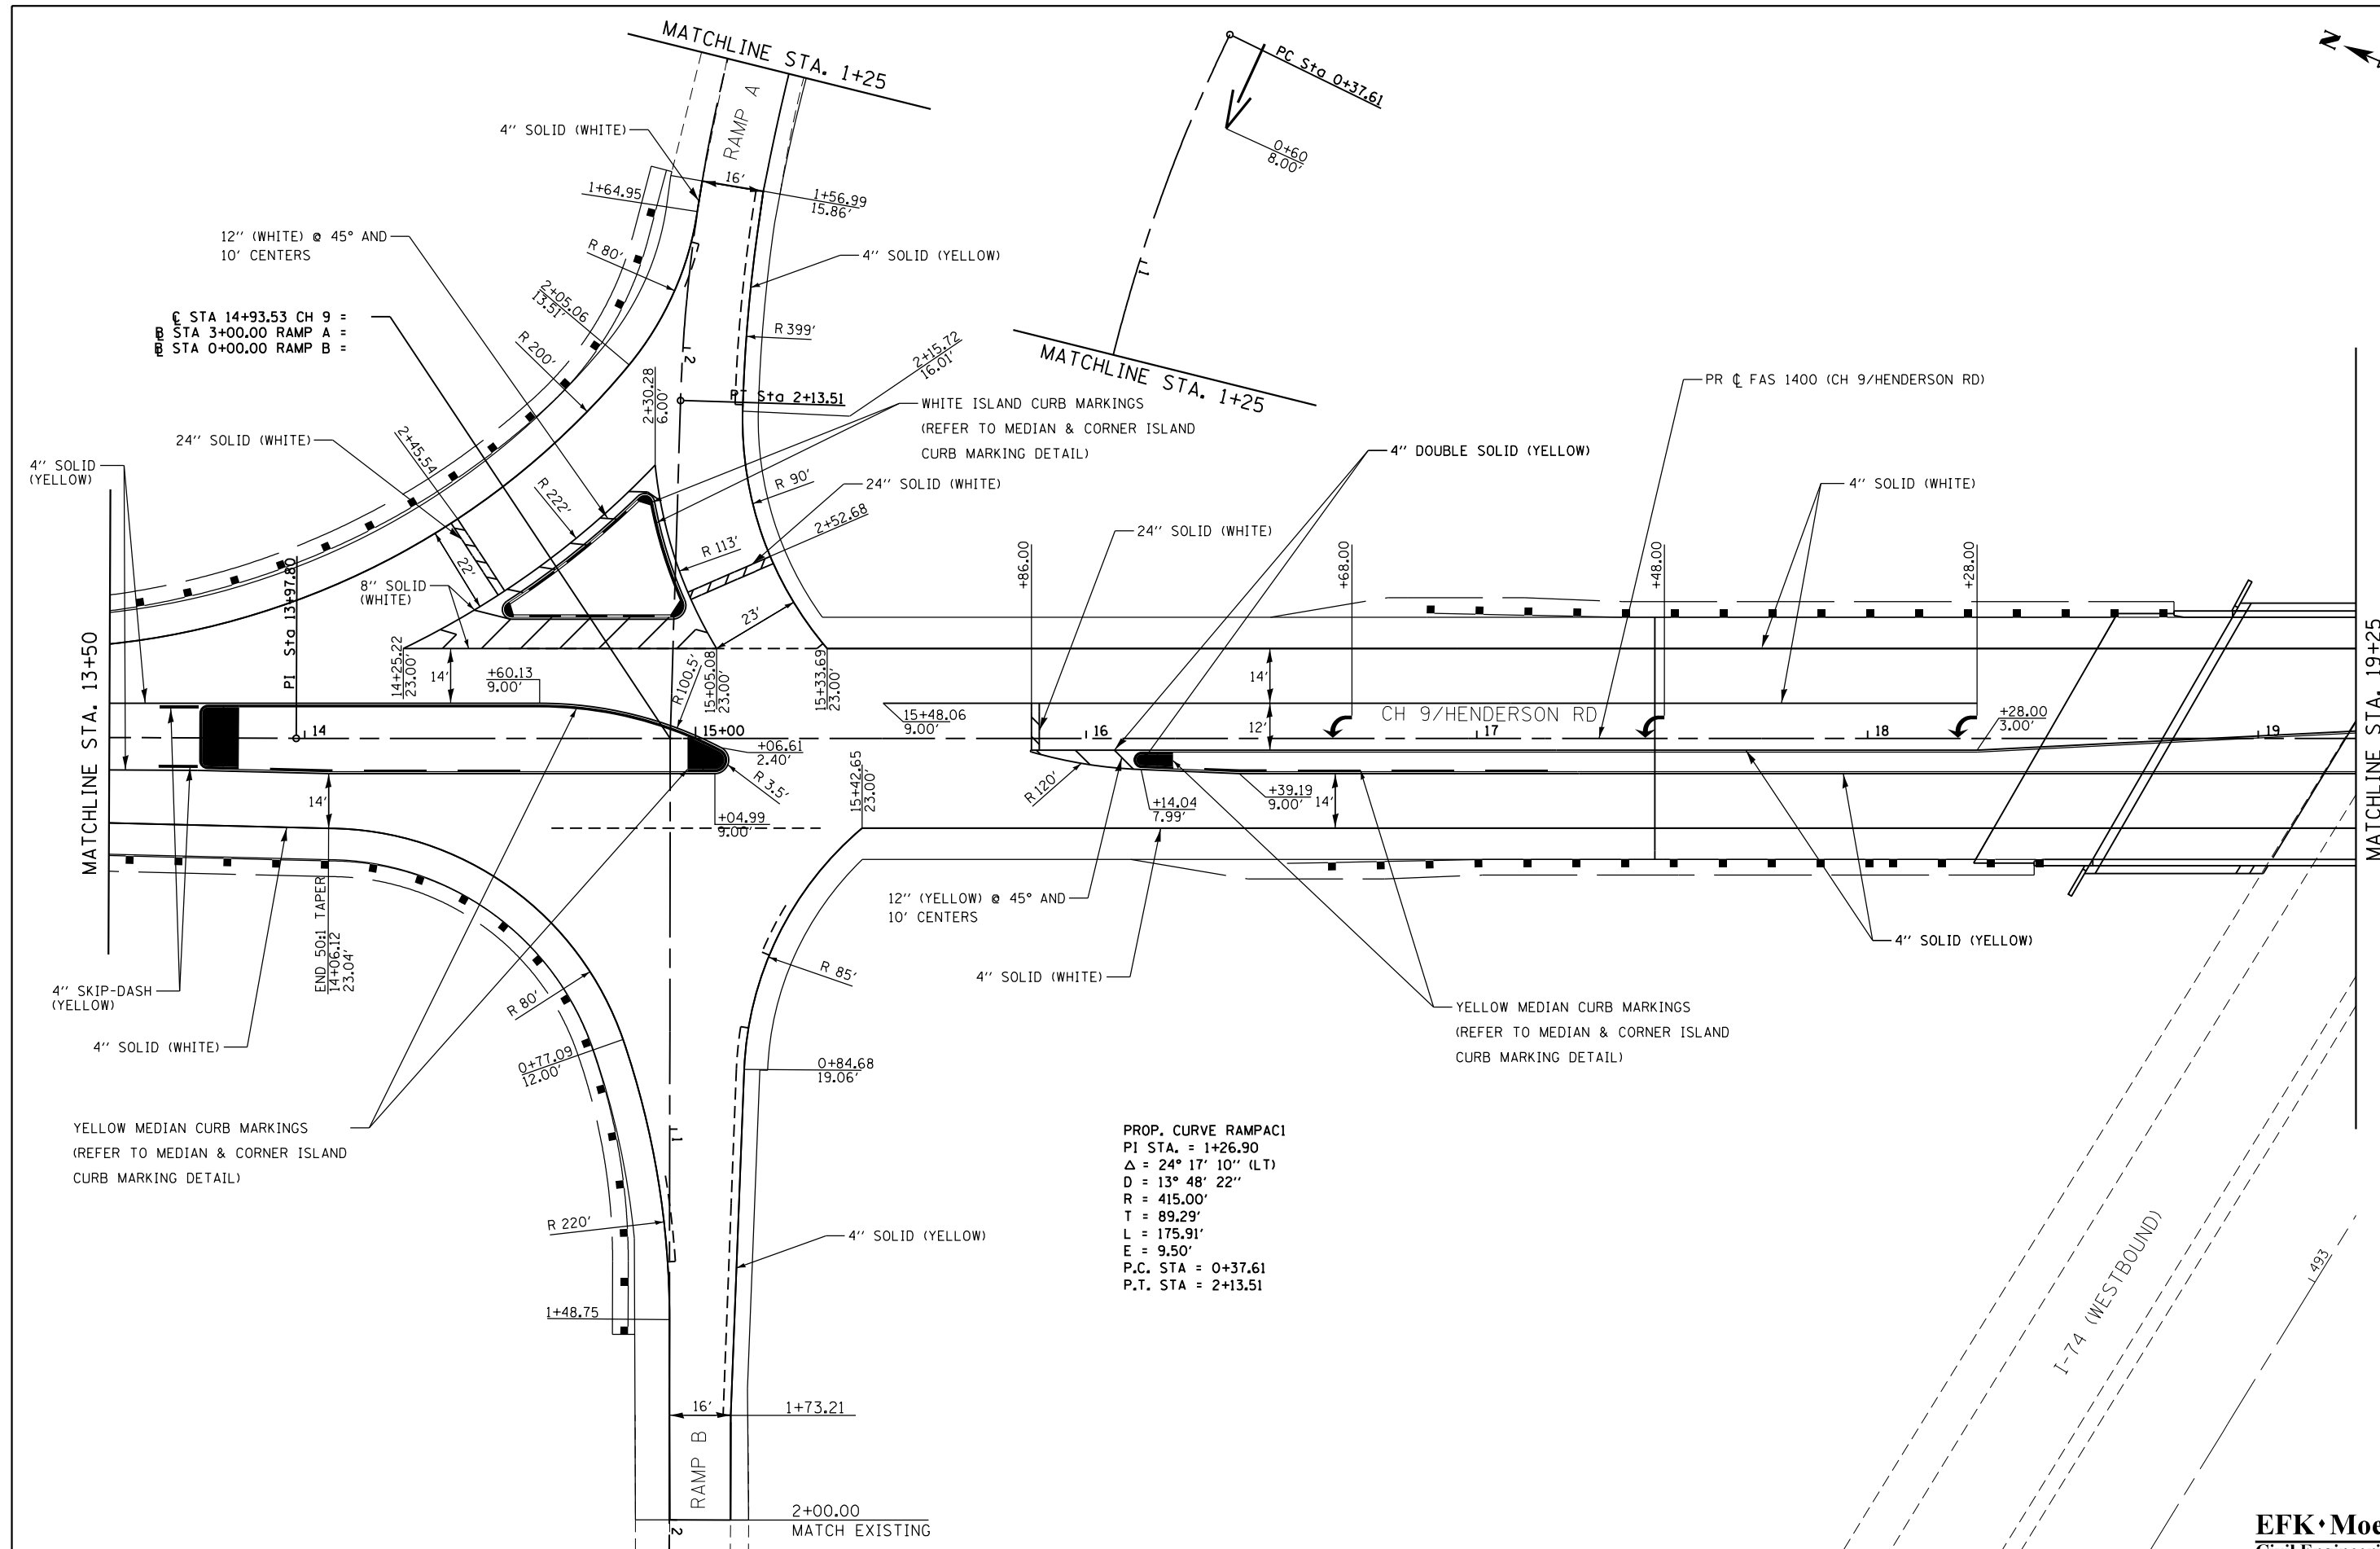 MATCHLINE STA. 1+25
RAMP A
4'' SOLID (WHITE)
16'
1+64.95
1+56.99
15.86'
12'' (WHITE) @ 45° AND
10' CENTERS
R 80'
4'' SOLID (YELLOW)
2+05.06
13.51'
℄ STA 14+93.53 CH 9 =
STA 3+00.00 RAMP A =
STA 0+00.00 RAMP B =
R 200'
R 399'
2
2+15.72
16.01'
2+30.28
6.00'
PT Sta 2+13.51
WHITE ISLAND CURB MARKINGS
(REFER TO MEDIAN & CORNER ISLAND
CURB MARKING DETAIL)
24'' SOLID (WHITE)
2+45.54
4'' SOLID
(YELLOW)
R 222'
R 90'
24'' SOLID (WHITE)
2+52.68
R 113'
22'
23'
8'' SOLID
(WHITE)
PI Sta 13+97.80
MATCHLINE STA. 13+50
14+25.22
23.00'
14'
+60.13
9.00'
R100.5'
15+05.08
23.00'
15+33.69
23.00'
14
15+00
+06.61
2.40'
R 3.5'
+04.99
9.00'
15+42.65
23.00'
15+48.06
9.00'
PC Sta 0+37.61
0+60
8.00'
1
MATCHLINE STA. 1+25
N
PR ℄ FAS 1400 (CH 9/HENDERSON RD)
4'' DOUBLE SOLID (YELLOW)
4'' SOLID (WHITE)
24'' SOLID (WHITE)
+86.00
+68.00
+48.00
+28.00
14'
12'
CH 9/HENDERSON RD
16
17
18
19
+28.00
3.00'
MATCHLINE STA. 19+25
R 120'
+14.04
7.99'
+39.19
9.00'
14'
14'
END 50:1 TAPER
14+06.12
23.04'
12'' (YELLOW) @ 45° AND
10' CENTERS
4'' SOLID (YELLOW)
4'' SOLID (WHITE)
R 85'
4'' SKIP-DASH
(YELLOW)
R 80'
4'' SOLID (WHITE)
YELLOW MEDIAN CURB MARKINGS
(REFER TO MEDIAN & CORNER ISLAND
CURB MARKING DETAIL)
0+77.09
12.00'
0+84.68
19.06'
YELLOW MEDIAN CURB MARKINGS
(REFER TO MEDIAN & CORNER ISLAND
CURB MARKING DETAIL)
1
PROP. CURVE RAMPAC1
PI STA. = 1+26.90
Δ = 24° 17' 10'' (LT)
D = 13° 48' 22''
R = 415.00'
T = 89.29'
L = 175.91'
E = 9.50'
P.C. STA = 0+37.61
P.T. STA = 2+13.51
R 220'
4'' SOLID (YELLOW)
I-74 (WESTBOUND)
493
1+48.75
16'
1+73.21
RAMP B
2+00.00
MATCH EXISTING
2
EFK • Moe